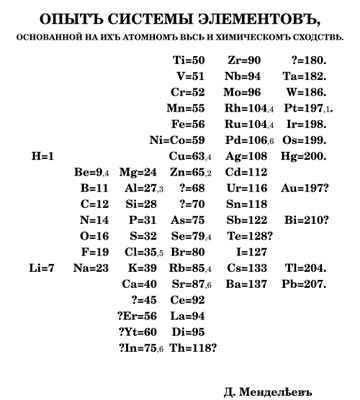 ОПЫТЪ СИСТЕМЫ ЭЛЕМЕНТОВЪ,
ОСНОВАННОЙ НА ИХЪ АТОМНОМЪ ВѢСѢ И ХИМИЧЕСКОМЪ СХОДСТВѢ.
Ti=50 Zr=90 ?=180.
V=51 Nb=94 Ta=182.
Cr=52 Mo=96 W=186.
Mn=55 Rh=104,4 Pt=197,1.
Fe=56 Ru=104,4 Ir=198.
Ni=Co=59 Pd=106,6 Os=199.
H=1 Cu=63,4 Ag=108 Hg=200.
Be=9,4 Mg=24 Zn=65,2 Cd=112
B=11 Al=27,3 ?=68 Ur=116 Au=197?
C=12 Si=28 ?=70 Sn=118
N=14 P=31 As=75 Sb=122 Bi=210?
O=16 S=32 Se=79,4 Te=128?
F=19 Cl=35,5 Br=80 I=127
Li=7 Na=23 K=39 Rb=85,4 Cs=133 Tl=204.
Ca=40 Sr=87,6 Ba=137 Pb=207.
?=45 Ce=92
?Er=56 La=94
?Yt=60 Di=95
?In=75,6 Th=118?
Д. Менделѣевъ